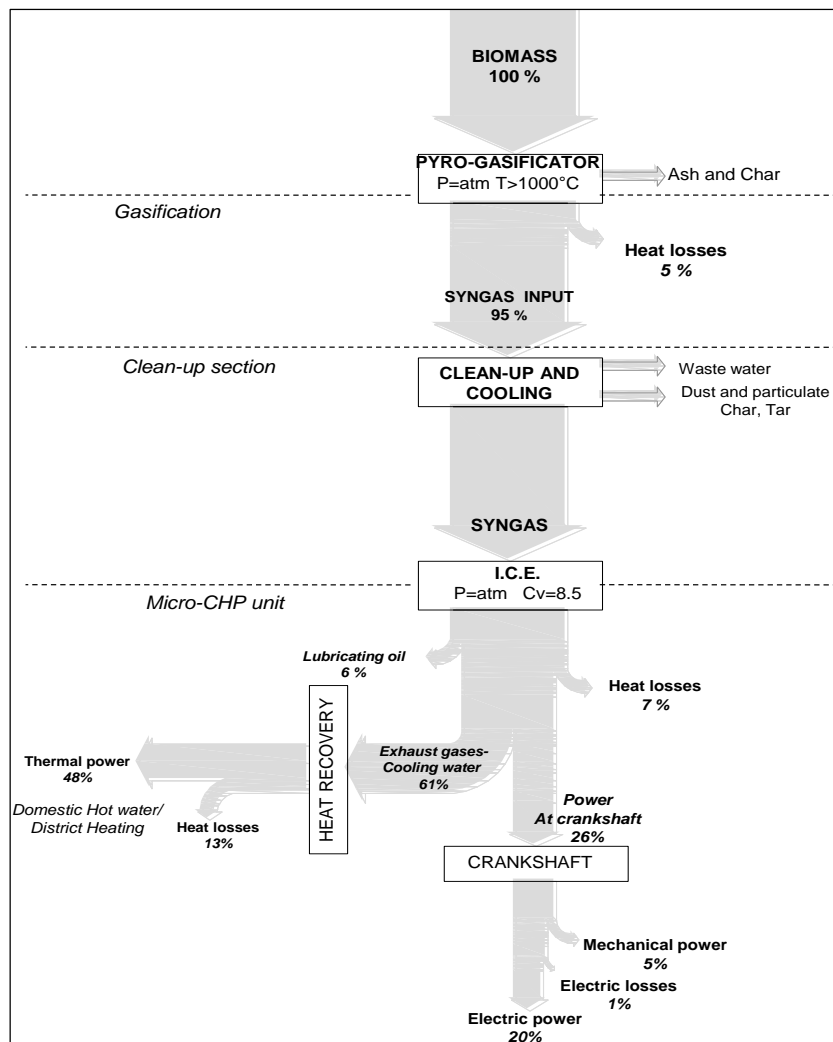 BIOMASS
100 %
PYRO-GASIFICATOR
P=atm T>1000°C
Ash and Char
Gasification
Heat losses
5 %
SYNGAS INPUT
95 %
Clean-up section
CLEAN-UP AND
COOLING
Waste water
Dust and particulate
Char, Tar
SYNGAS
I.C.E.
P=atm Cv=8.5
Micro-CHP unit
Lubricating oil
6 %
Heat losses
7 %
HEAT RECOVERY
Exhaust gases-
Cooling water
61%
Thermal power
48%
Domestic Hot water/
District Heating
Heat losses
13%
Power
At crankshaft
26%
CRANKSHAFT
Mechanical power
5%
Electric losses
1%
Electric power
20%